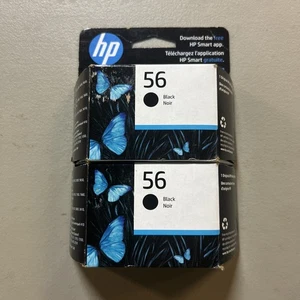 hp
Download the free
HP Smart app.
Téléchargez l'application
HP Smart gratuite.
56
Black
Noir
56
Black
Noir